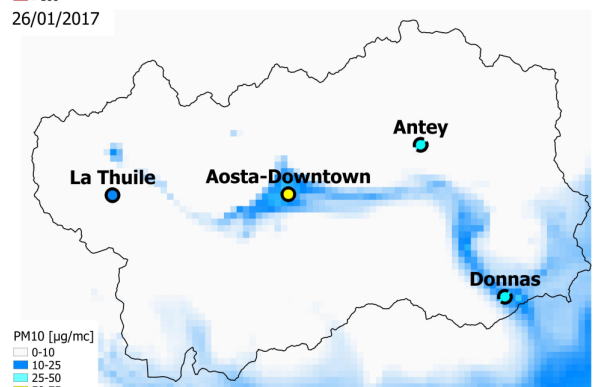 26/01/2017
Antey
La Thuile
Aosta-Downtown
Donnas
PM10 [µg/mc]
0-10
10-25
25-50